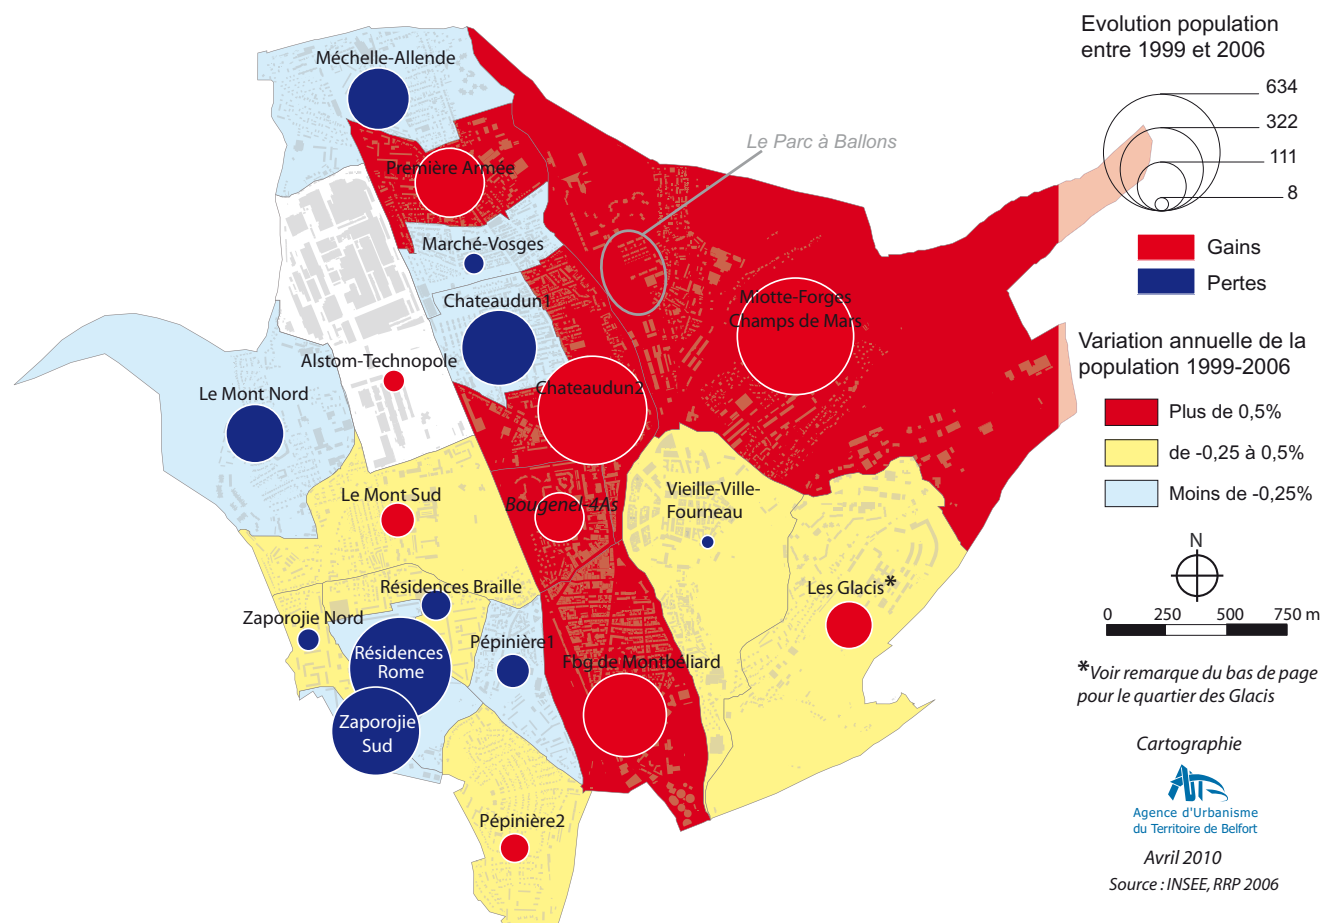 Méchelle-Allende
Première Armée
Le Parc à Ballons
Marché-Vosges
Chateaudun1
Miotte-Forges
Champs de Mars
Alstom-Technopole
Chateaudun2
Le Mont Nord
Le Mont Sud
Bougenel-4As
Vieille-Ville-
Fourneau
Résidences Braille
Les Glacis*
Zaporojie Nord
Résidences
Rome
Pépinière1
Fbg de Montbéliard
Zaporojie
Sud
Pépinière2
Evolution population
entre 1999 et 2006
634
322
111
8
Gains
Pertes
Variation annuelle de la
population 1999-2006
Plus de 0,5%
de -0,25 à 0,5%
Moins de -0,25%
N
0 250 500 750 m
*Voir remarque du bas de page
pour le quartier des Glacis
Cartographie
AUT
Agence d'Urbanisme
du Territoire de Belfort
Avril 2010
Source : INSEE, RRP 2006